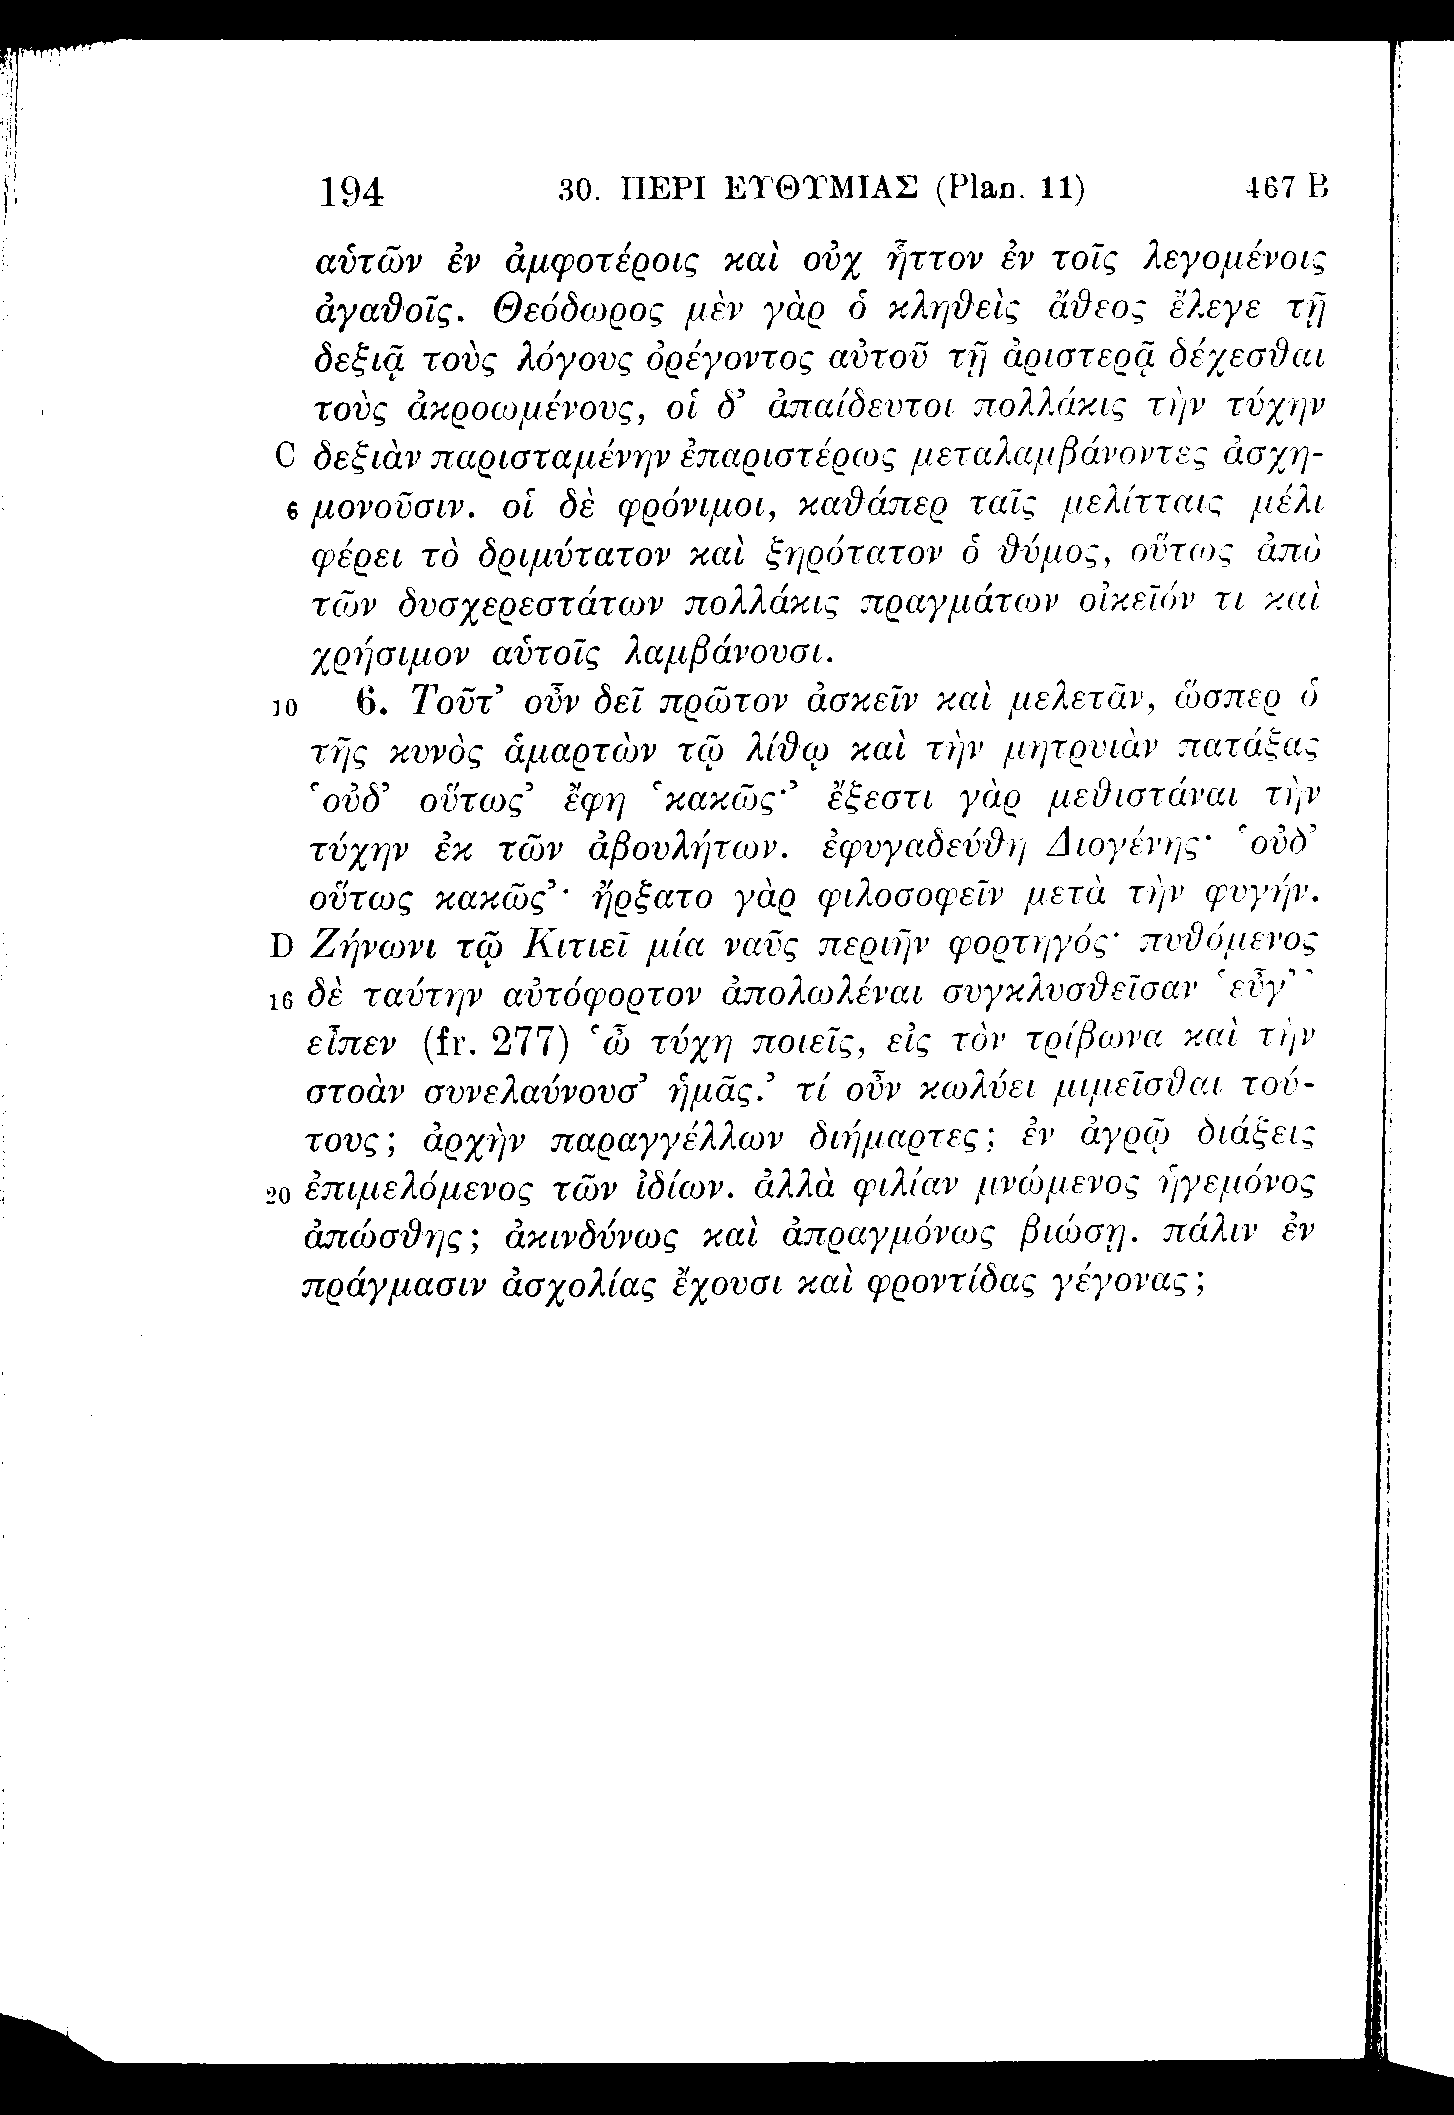 194 30. ΠΕΡΙ ΕΥΘΥΜΙΑΣ (Plan. 11) 467 B
αὑτῶν ἐν ἀμφοτέροις καὶ οὐχ ἧττον ἐν τοῖς λεγομένοις
ἀγαθοῖς. Θεόδωρος μὲν γὰρ ὁ κληθεὶς ἄθεος ἔλεγε τῇ
δεξιᾷ τοὺς λόγους ὀρέγοντος αὐτοῦ τῇ ἀριστερᾷ δέχεσθαι
τοὺς ἀκροωμένους, οἱ δ’ ἀπαίδευτοι πολλάκις τὴν τύχην
C δεξιὰν παρισταμένην ἐπαριστέρως μεταλαμβάνοντες ἀσχη-
6 μονοῦσιν. οἱ δὲ φρόνιμοι, καθάπερ ταῖς μελίτταις μέλι
φέρει τὸ δριμύτατον καὶ ξηρότατον ὁ θύμος, οὕτως ἀπὸ
τῶν δυσχερεστάτων πολλάκις πραγμάτων οἰκεῖόν τι καὶ
χρήσιμον αὑτοῖς λαμβάνουσι.
10 6. Τοῦτ’ οὖν δεῖ πρῶτον ἀσκεῖν καὶ μελετᾶν, ὥσπερ ὁ
τῆς κυνὸς ἁμαρτὼν τῷ λίθῳ καὶ τὴν μητρυιὰν πατάξας
‛οὐδ’ οὕτως’ ἔφη ‛κακῶς·’ ἔξεστι γὰρ μεθιστάναι τὴν
τύχην ἐκ τῶν ἀβουλήτων. ἐφυγαδεύθη Διογένης· ‛οὐδ’
οὕτως κακῶς’· ἤρξατο γὰρ φιλοσοφεῖν μετὰ τὴν φυγήν.
D Ζήνωνι τῷ Κιτιεῖ μία ναῦς περιῆν φορτηγός· πυθόμενος
16 δὲ ταύτην αὐτόφορτον ἀπολωλέναι συγκλυσθεῖσαν ‛εὖγ’ ’
εἶπεν (fr. 277) ‛ὦ τύχη ποιεῖς, εἰς τὸν τρίβωνα καὶ τὴν
στοὰν συνελαύνουσ’ ἡμᾶς.’ τί οὖν κωλύει μιμεῖσθαι τού-
τους; ἀρχὴν παραγγέλλων διήμαρτες; ἐν ἀγρῷ διάξεις
20 ἐπιμελόμενος τῶν ἰδίων. ἀλλὰ φιλίαν μνώμενος ἡγεμόνος
ἀπώσθης; ἀκινδύνως καὶ ἀπραγμόνως βιώσῃ. πάλιν ἐν
πράγμασιν ἀσχολίας ἔχουσι καὶ φροντίδας γέγονας;